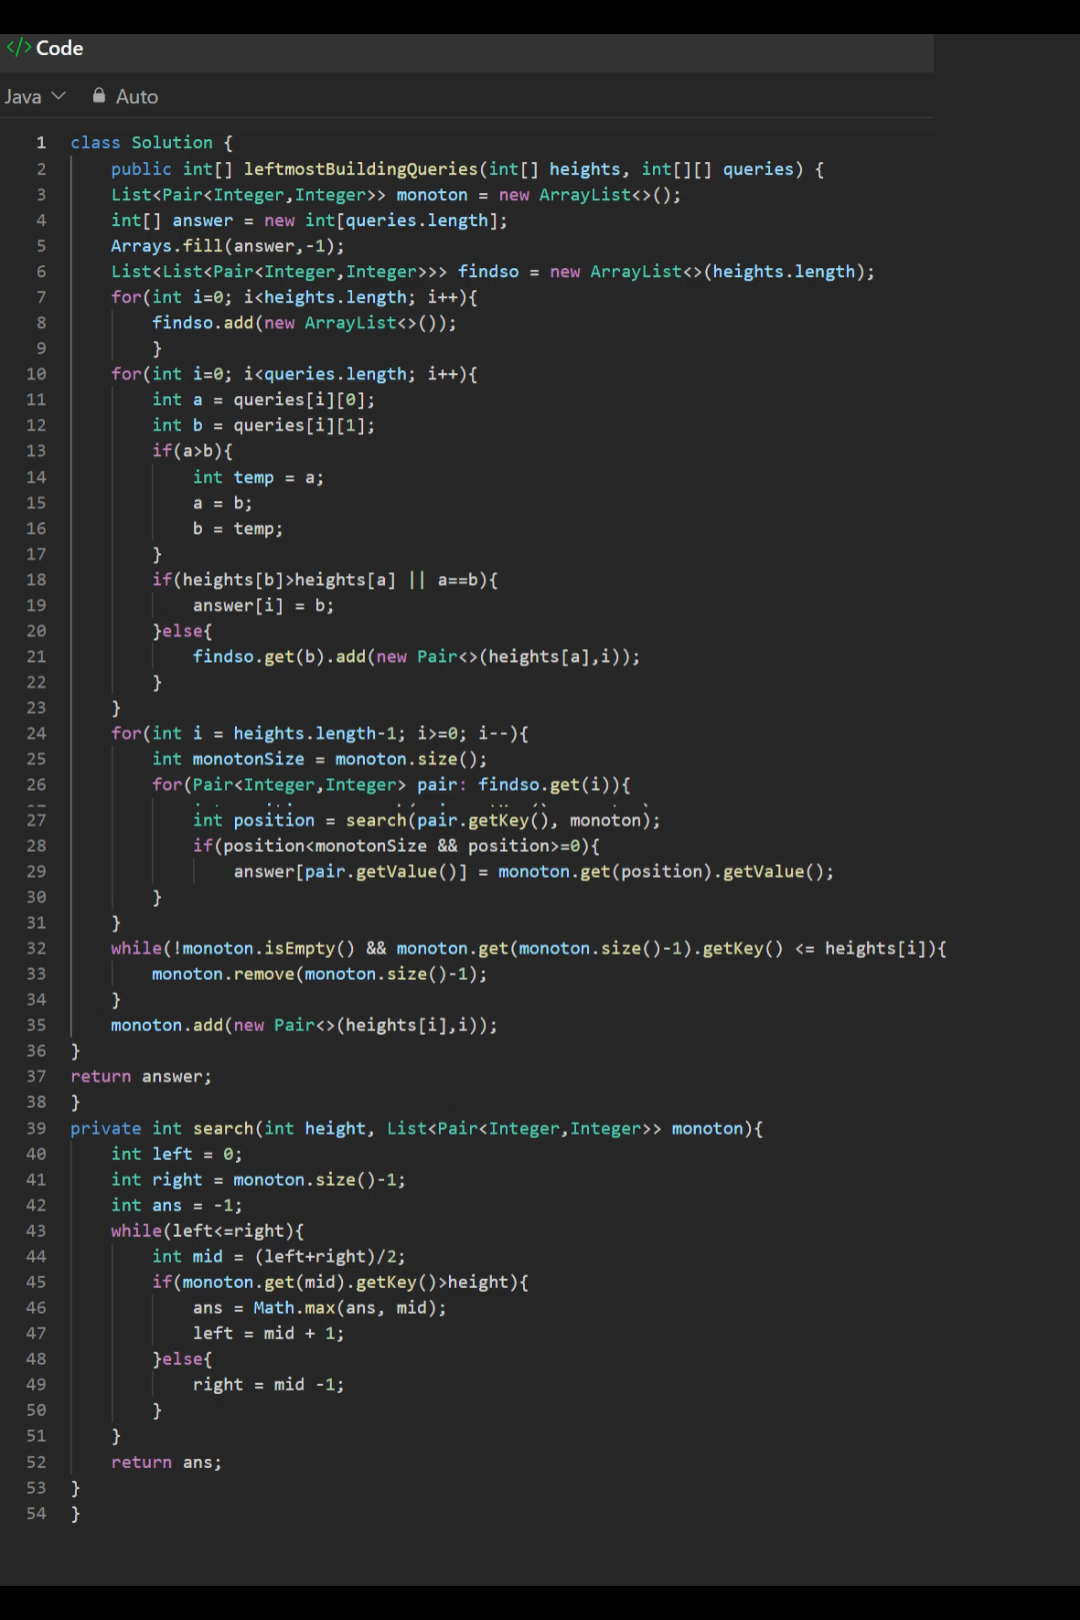 </> Code
Java Auto
1 class Solution {
2 public int[] leftmostBuildingQueries(int[] heights, int[][] queries) {
3 List<Pair<Integer,Integer>> monoton = new ArrayList<>();
4 int[] answer = new int[queries.length];
5 Arrays.fill(answer,-1);
6 List<List<Pair<Integer,Integer>>> findso = new ArrayList<>(heights.length);
7 for(int i=0; i<heights.length; i++){
8 findso.add(new ArrayList<>());
9 }
10 for(int i=0; i<queries.length; i++){
11 int a = queries[i][0];
12 int b = queries[i][1];
13 if(a>b){
14 int temp = a;
15 a = b;
16 b = temp;
17 }
18 if(heights[b]>heights[a] || a==b){
19 answer[i] = b;
20 }else{
21 findso.get(b).add(new Pair<>(heights[a],i));
22 }
23 }
24 for(int i = heights.length-1; i>=0; i--){
25 int monotonSize = monoton.size();
26 for(Pair<Integer,Integer> pair: findso.get(i)){
27 int position = search(pair.getKey(), monoton);
28 if(position<monotonSize && position>=0){
29 answer[pair.getValue()] = monoton.get(position).getValue();
30 }
31 }
32 while(!monoton.isEmpty() && monoton.get(monoton.size()-1).getKey() <= heights[i]){
33 monoton.remove(monoton.size()-1);
34 }
35 monoton.add(new Pair<>(heights[i],i));
36 }
37 return answer;
38 }
39 private int search(int height, List<Pair<Integer,Integer>> monoton){
40 int left = 0;
41 int right = monoton.size()-1;
42 int ans = -1;
43 while(left<=right){
44 int mid = (left+right)/2;
45 if(monoton.get(mid).getKey()>height){
46 ans = Math.max(ans, mid);
47 left = mid + 1;
48 }else{
49 right = mid -1;
50 }
51 }
52 return ans;
53 }
54 }